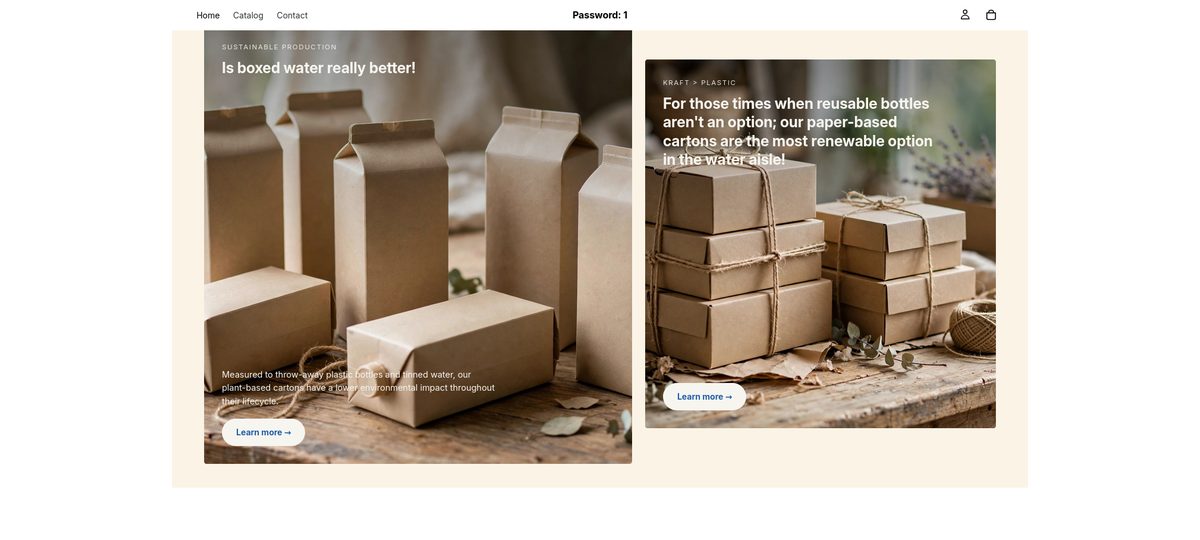 Home Catalog Contact
Password: 1
SUSTAINABLE PRODUCTION
Is boxed water really better!
Measured to throw-away plastic bottles and tinned water, our
plant-based cartons have a lower environmental impact throughout
their lifecycle.
Learn more →
KRAFT > PLASTIC
For those times when reusable bottles
aren't an option; our paper-based
cartons are the most renewable option
in the water aisle!
Learn more →